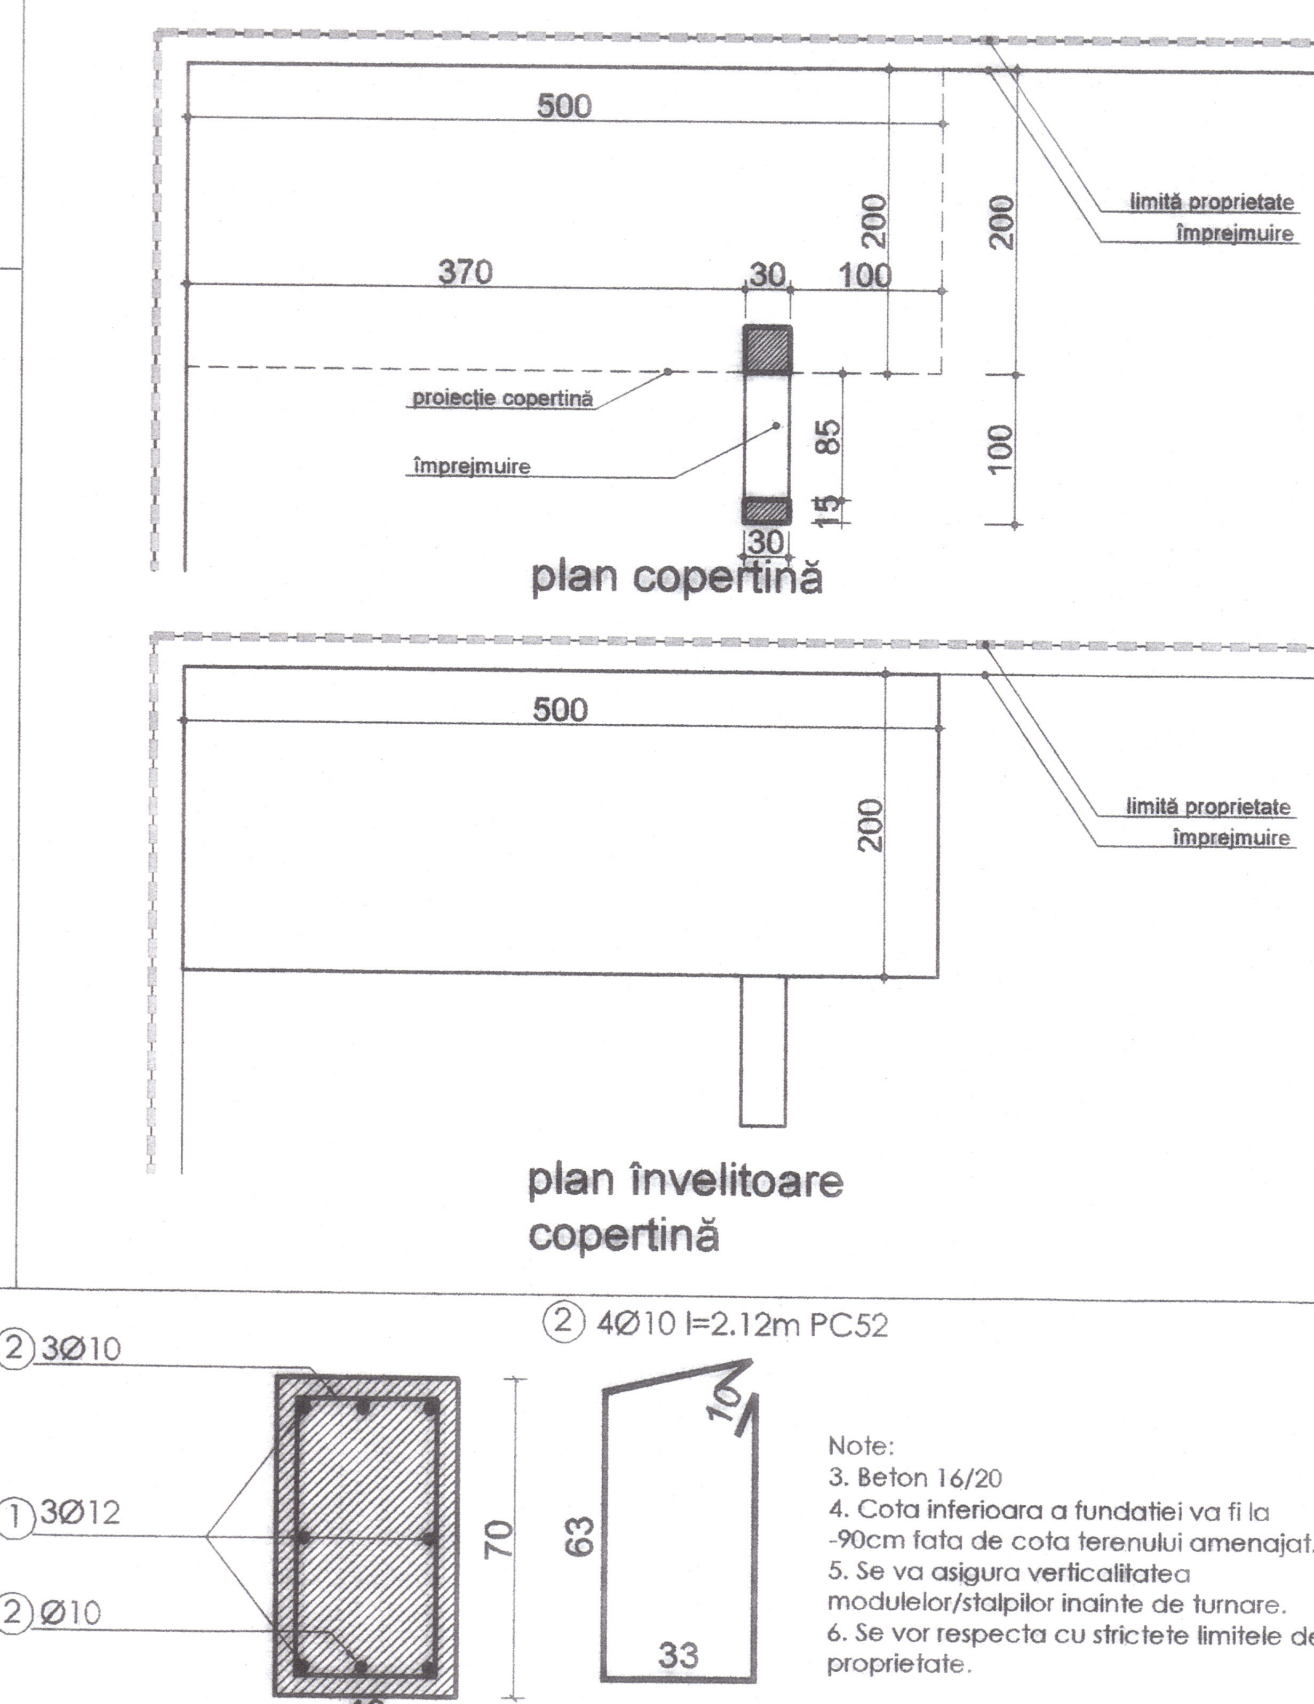 500
200
200
limită proprietate
împrejmuire
370
30
100
proiecție copertină
85
împrejmuire
100
15
30
plan copertină
500
200
limită proprietate
împrejmuire
plan învelitoare
copertină
2 4Ø10 l=2.12m PC52
2 3Ø10
10
Note:
3. Beton 16/20
4. Cota inferioara a fundatiei va fi la
-90cm fata de cota terenului amenajat.
5. Se va asigura verticalitatea
modulelor/stalpilor inainte de turnare.
6. Se vor respecta cu strictete limitele de
proprietate.
1 3Ø12
70
63
2 Ø10
33